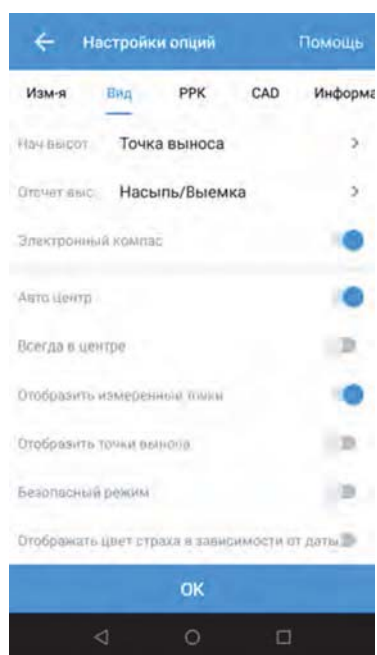 Настройки опций Помощь
Изм-я Вид PPK CAD Информа
Нач высот Точка выноса
Отсчет выс Насыпь/Выемка
Электронный компас
Авто центр
Всегда в центре
Отобразить измеренные точки
Отобразить точки выноса
Безопасный режим
Отображать цвет страха в зависимости от даты
OK